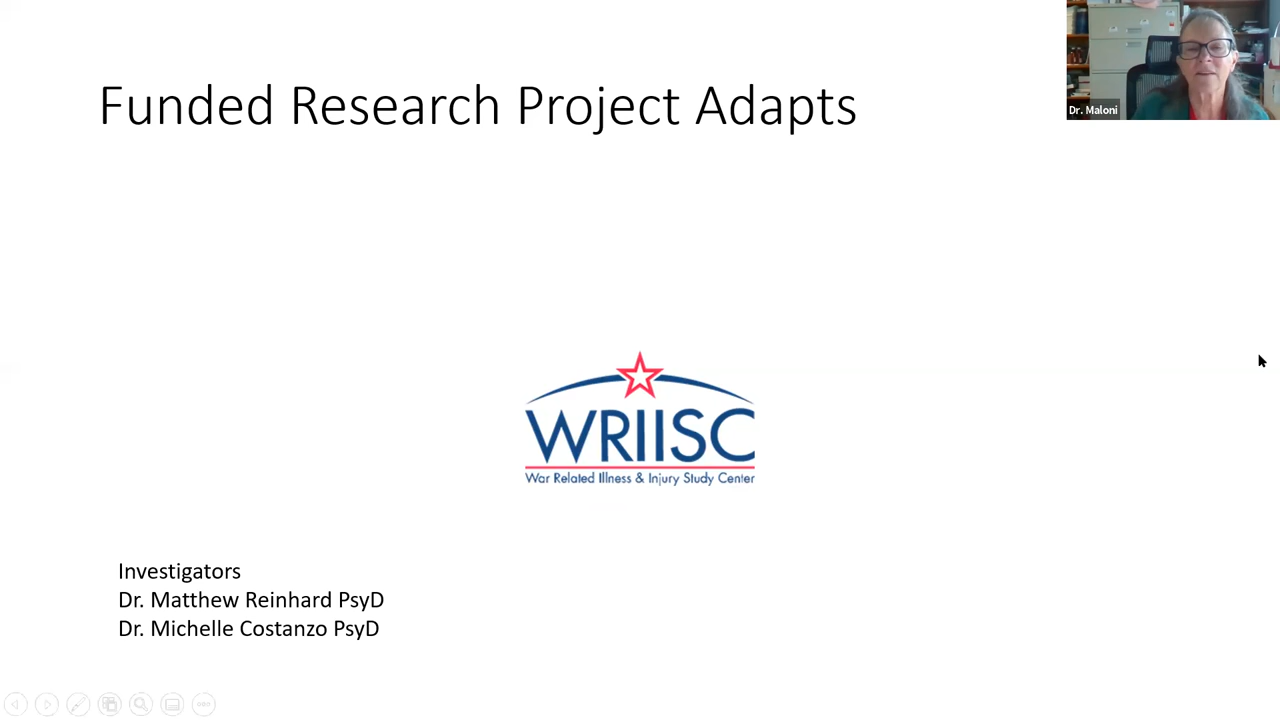 Funded Research Project Adapts
Dr. Maloni
WRIISC
War Related Illness & Injury Study Center
Investigators
Dr. Matthew Reinhard PsyD
Dr. Michelle Costanzo PsyD